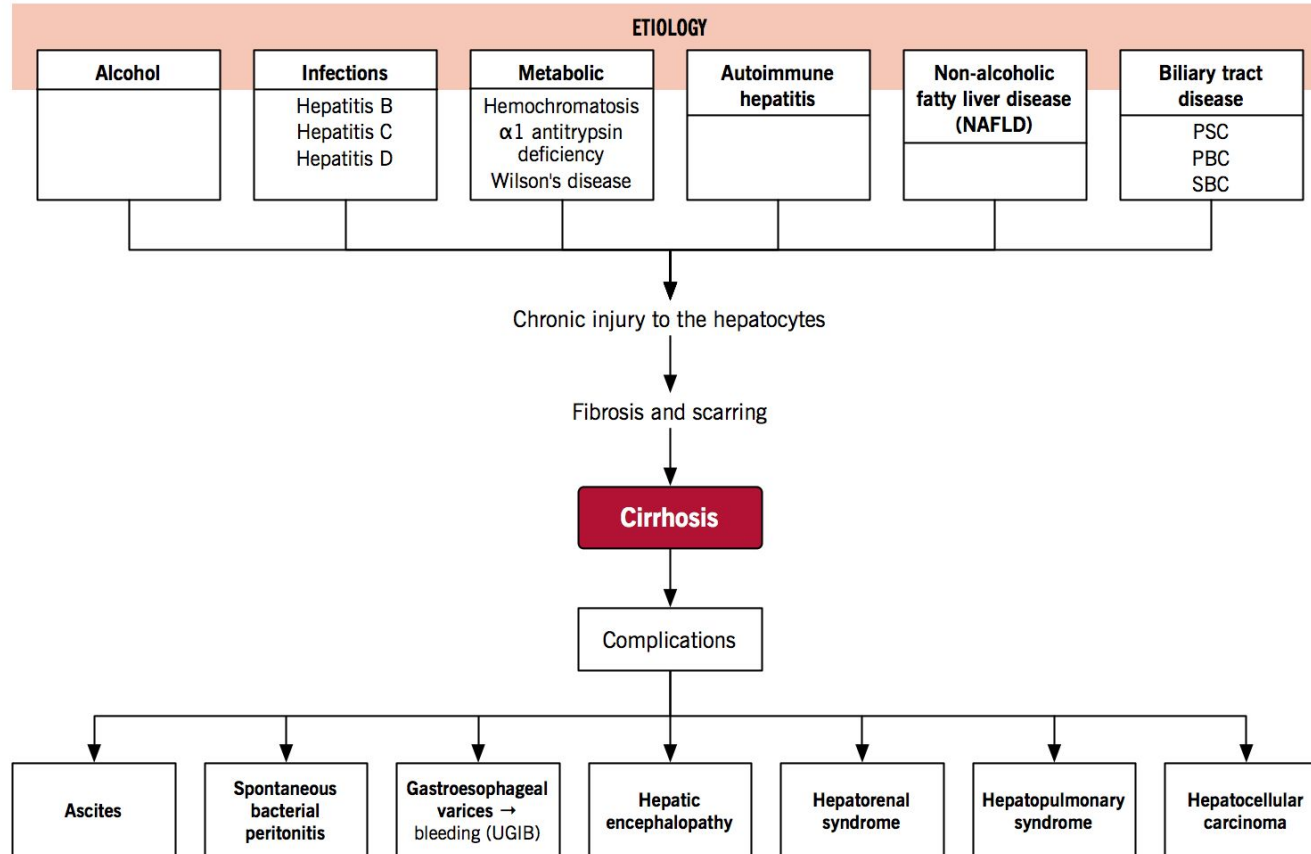 ETIOLOGY
Alcohol
Infections
Hepatitis B
Hepatitis C
Hepatitis D
Metabolic
Hemochromatosis
α1 antitrypsin
deficiency
Wilson's disease
Autoimmune
hepatitis
Non-alcoholic
fatty liver disease
(NAFLD)
Biliary tract
disease
PSC
PBC
SBC
Chronic injury to the hepatocytes
Fibrosis and scarring
Cirrhosis
Complications
Ascites
Spontaneous
bacterial
peritonitis
Gastroesophageal
varices →
bleeding (UGIB)
Hepatic
encephalopathy
Hepatorenal
syndrome
Hepatopulmonary
syndrome
Hepatocellular
carcinoma